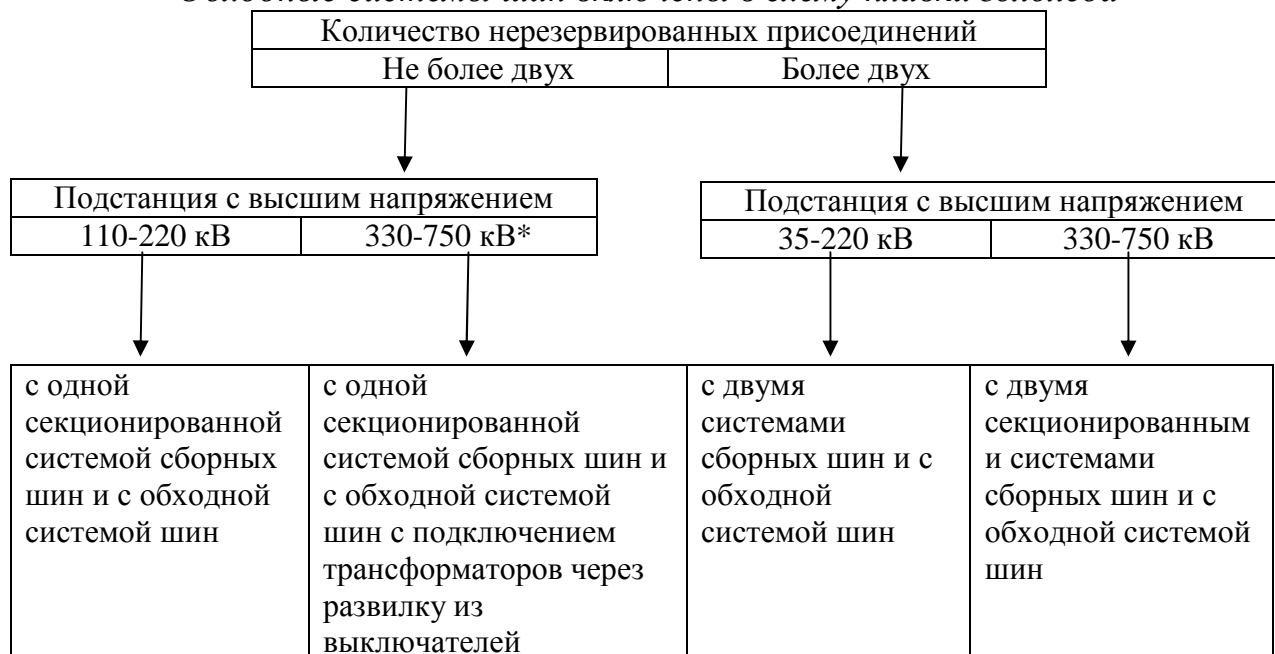 Количество нерезервированных присоединений
Не более двух
Более двух
Подстанция с высшим напряжением
110-220 кВ
330-750 кВ*
Подстанция с высшим напряжением
35-220 кВ
330-750 кВ
с одной
секционированной
системой сборных
шин и с обходной
системой шин
с одной
секционированной
системой сборных шин и
с обходной системой
шин с подключением
трансформаторов через
развилку из
выключателей
с двумя
системами
сборных шин и с
обходной
системой шин
с двумя
секционированным
и системами
сборных шин и с
обходной системой
шин